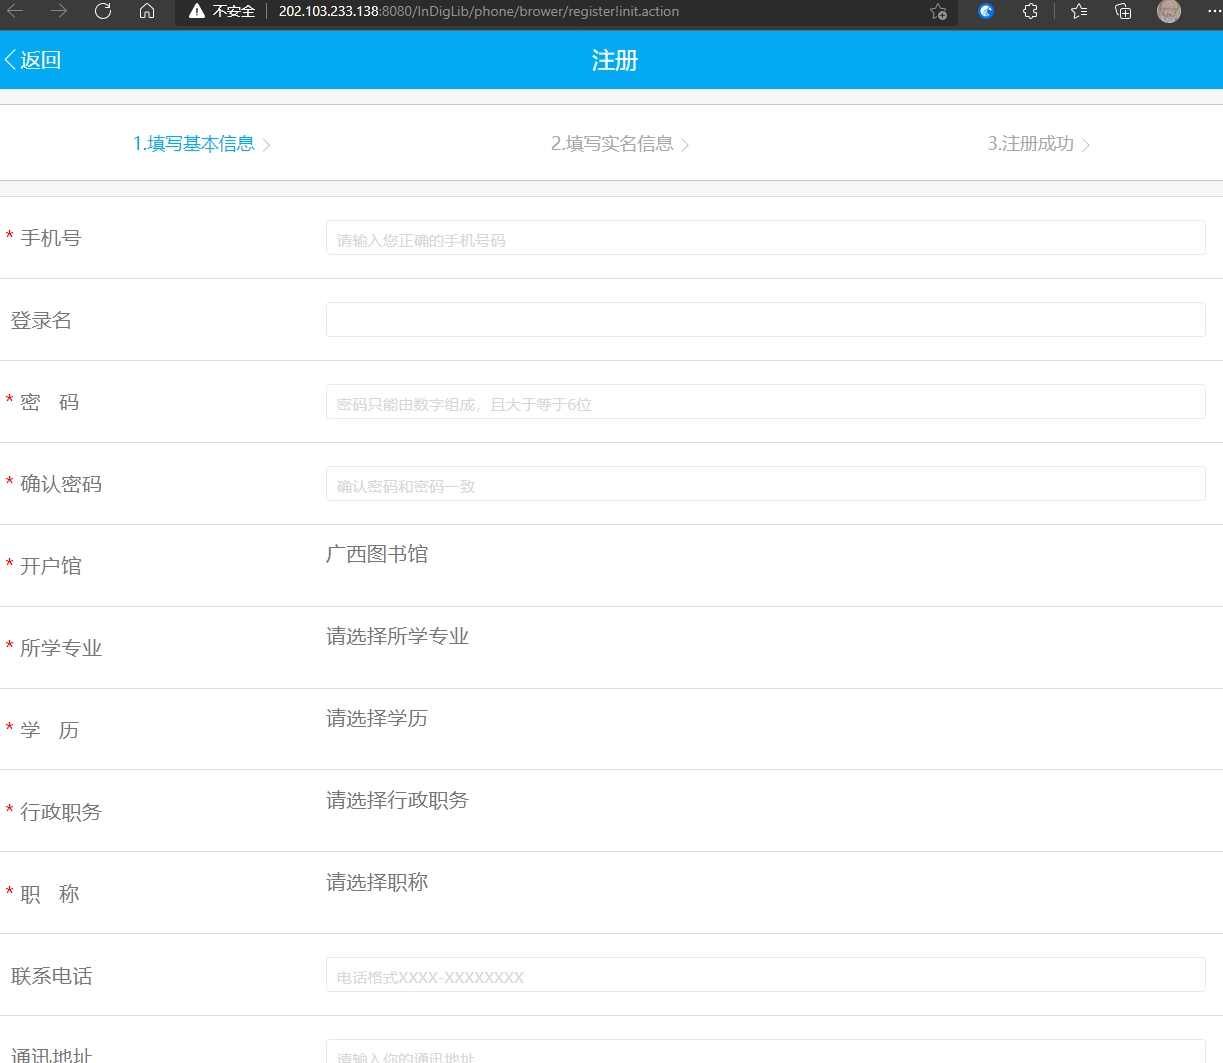 不安全 202.103.233.138:8080/InDigLib/phone/brower/register!init.action
返回 注册
1.填写基本信息 2.填写实名信息 3.注册成功
* 手机号 请输入您正确的手机号码
登录名
* 密 码 密码只能由数字组成，且大于等于6位
* 确认密码 确认密码和密码一致
* 开户馆 广西图书馆
* 所学专业 请选择所学专业
* 学 历 请选择学历
* 行政职务 请选择行政职务
* 职 称 请选择职称
联系电话 电话格式XXXX-XXXXXXXX
通讯地址 请输入你的通讯地址